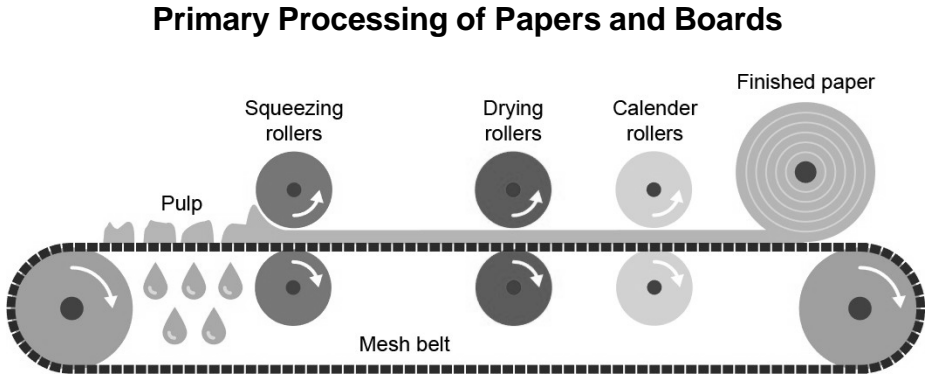 Primary Processing of Papers and Boards
Finished paper
Squeezing
rollers
Drying
rollers
Calender
rollers
Pulp
Mesh belt